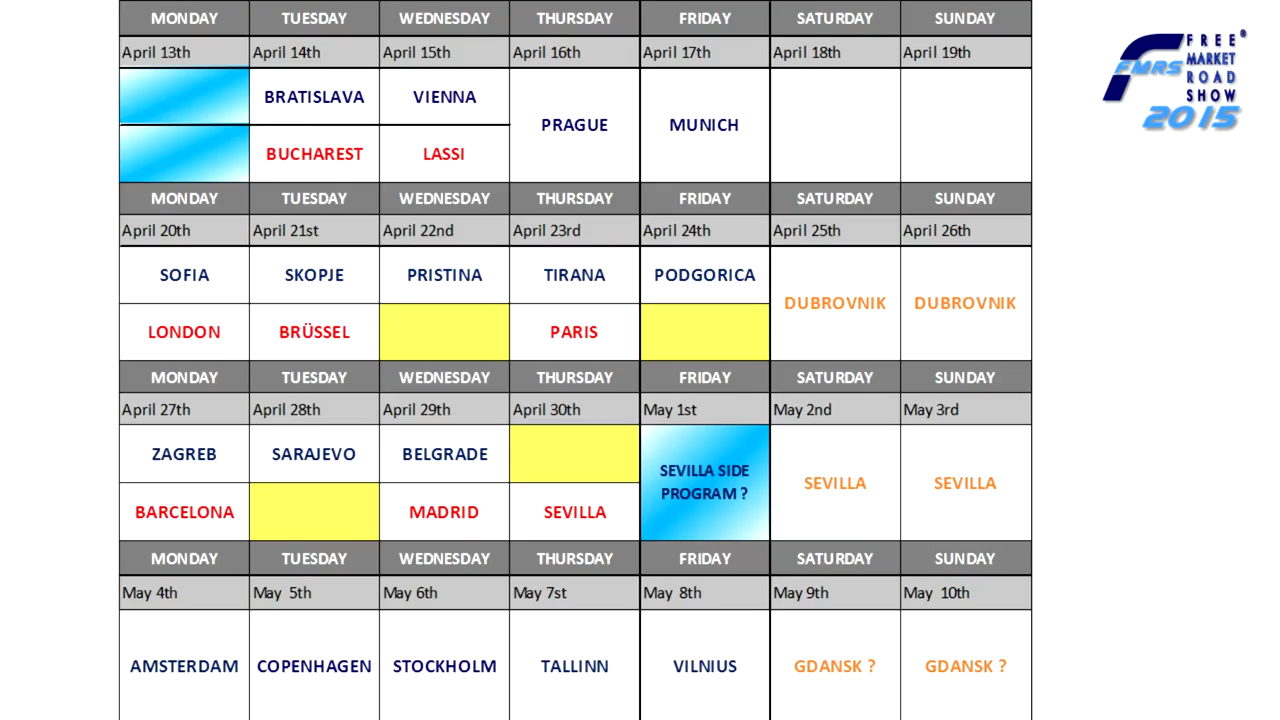 MONDAY TUESDAY WEDNESDAY THURSDAY FRIDAY SATURDAY SUNDAY
April 13th April 14th April 15th April 16th April 17th April 18th April 19th
BRATISLAVA VIENNA
PRAGUE MUNICH
BUCHAREST LASSI
MONDAY TUESDAY WEDNESDAY THURSDAY FRIDAY SATURDAY SUNDAY
April 20th April 21st April 22nd April 23rd April 24th April 25th April 26th
SOFIA SKOPJE PRISTINA TIRANA PODGORICA
DUBROVNIK DUBROVNIK
LONDON BRÜSSEL PARIS
MONDAY TUESDAY WEDNESDAY THURSDAY FRIDAY SATURDAY SUNDAY
April 27th April 28th April 29th April 30th May 1st May 2nd May 3rd
ZAGREB SARAJEVO BELGRADE
SEVILLA SIDE
PROGRAM ?
SEVILLA SEVILLA
BARCELONA MADRID SEVILLA
MONDAY TUESDAY WEDNESDAY THURSDAY FRIDAY SATURDAY SUNDAY
May 4th May 5th May 6th May 7st May 8th May 9th May 10th
AMSTERDAM COPENHAGEN STOCKHOLM TALLINN VILNIUS GDANSK ? GDANSK ?
FREE®
MARKET
ROAD
SHOW
FMRS
2015